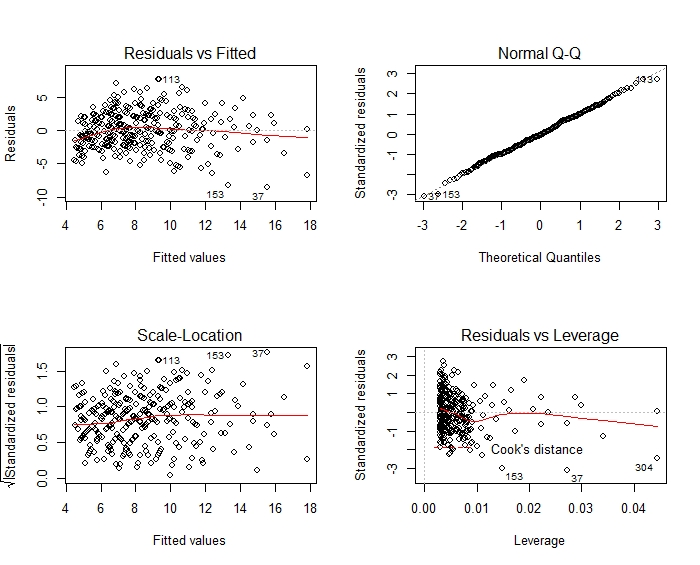 Residuals vs Fitted
Residuals
5
0
-5
-10
113
153
37
4 6 8 10 12 14 16 18
Fitted values
Normal Q-Q
Standardized residuals
3
2
1
0
-1
-3
113
37
153
-3 -2 -1 0 1 2 3
Theoretical Quantiles
Scale-Location
√|Standardized residuals|
1.5
1.0
0.5
0.0
113
153
37
4 6 8 10 12 14 16 18
Fitted values
Residuals vs Leverage
Standardized residuals
3
2
1
-1
-3
Cook's distance
153
37
304
0.00 0.01 0.02 0.03 0.04
Leverage